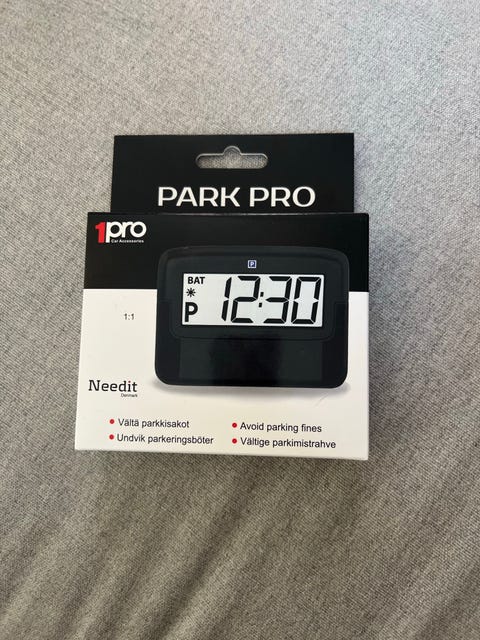 PARK PRO
1pro
Car Accessories
P
BAT
P 12:30
1:1
Needit
Denmark
• Vältä parkkisakot
• Undvik parkeringsböter
• Avoid parking fines
• Vältige parkimistrahve